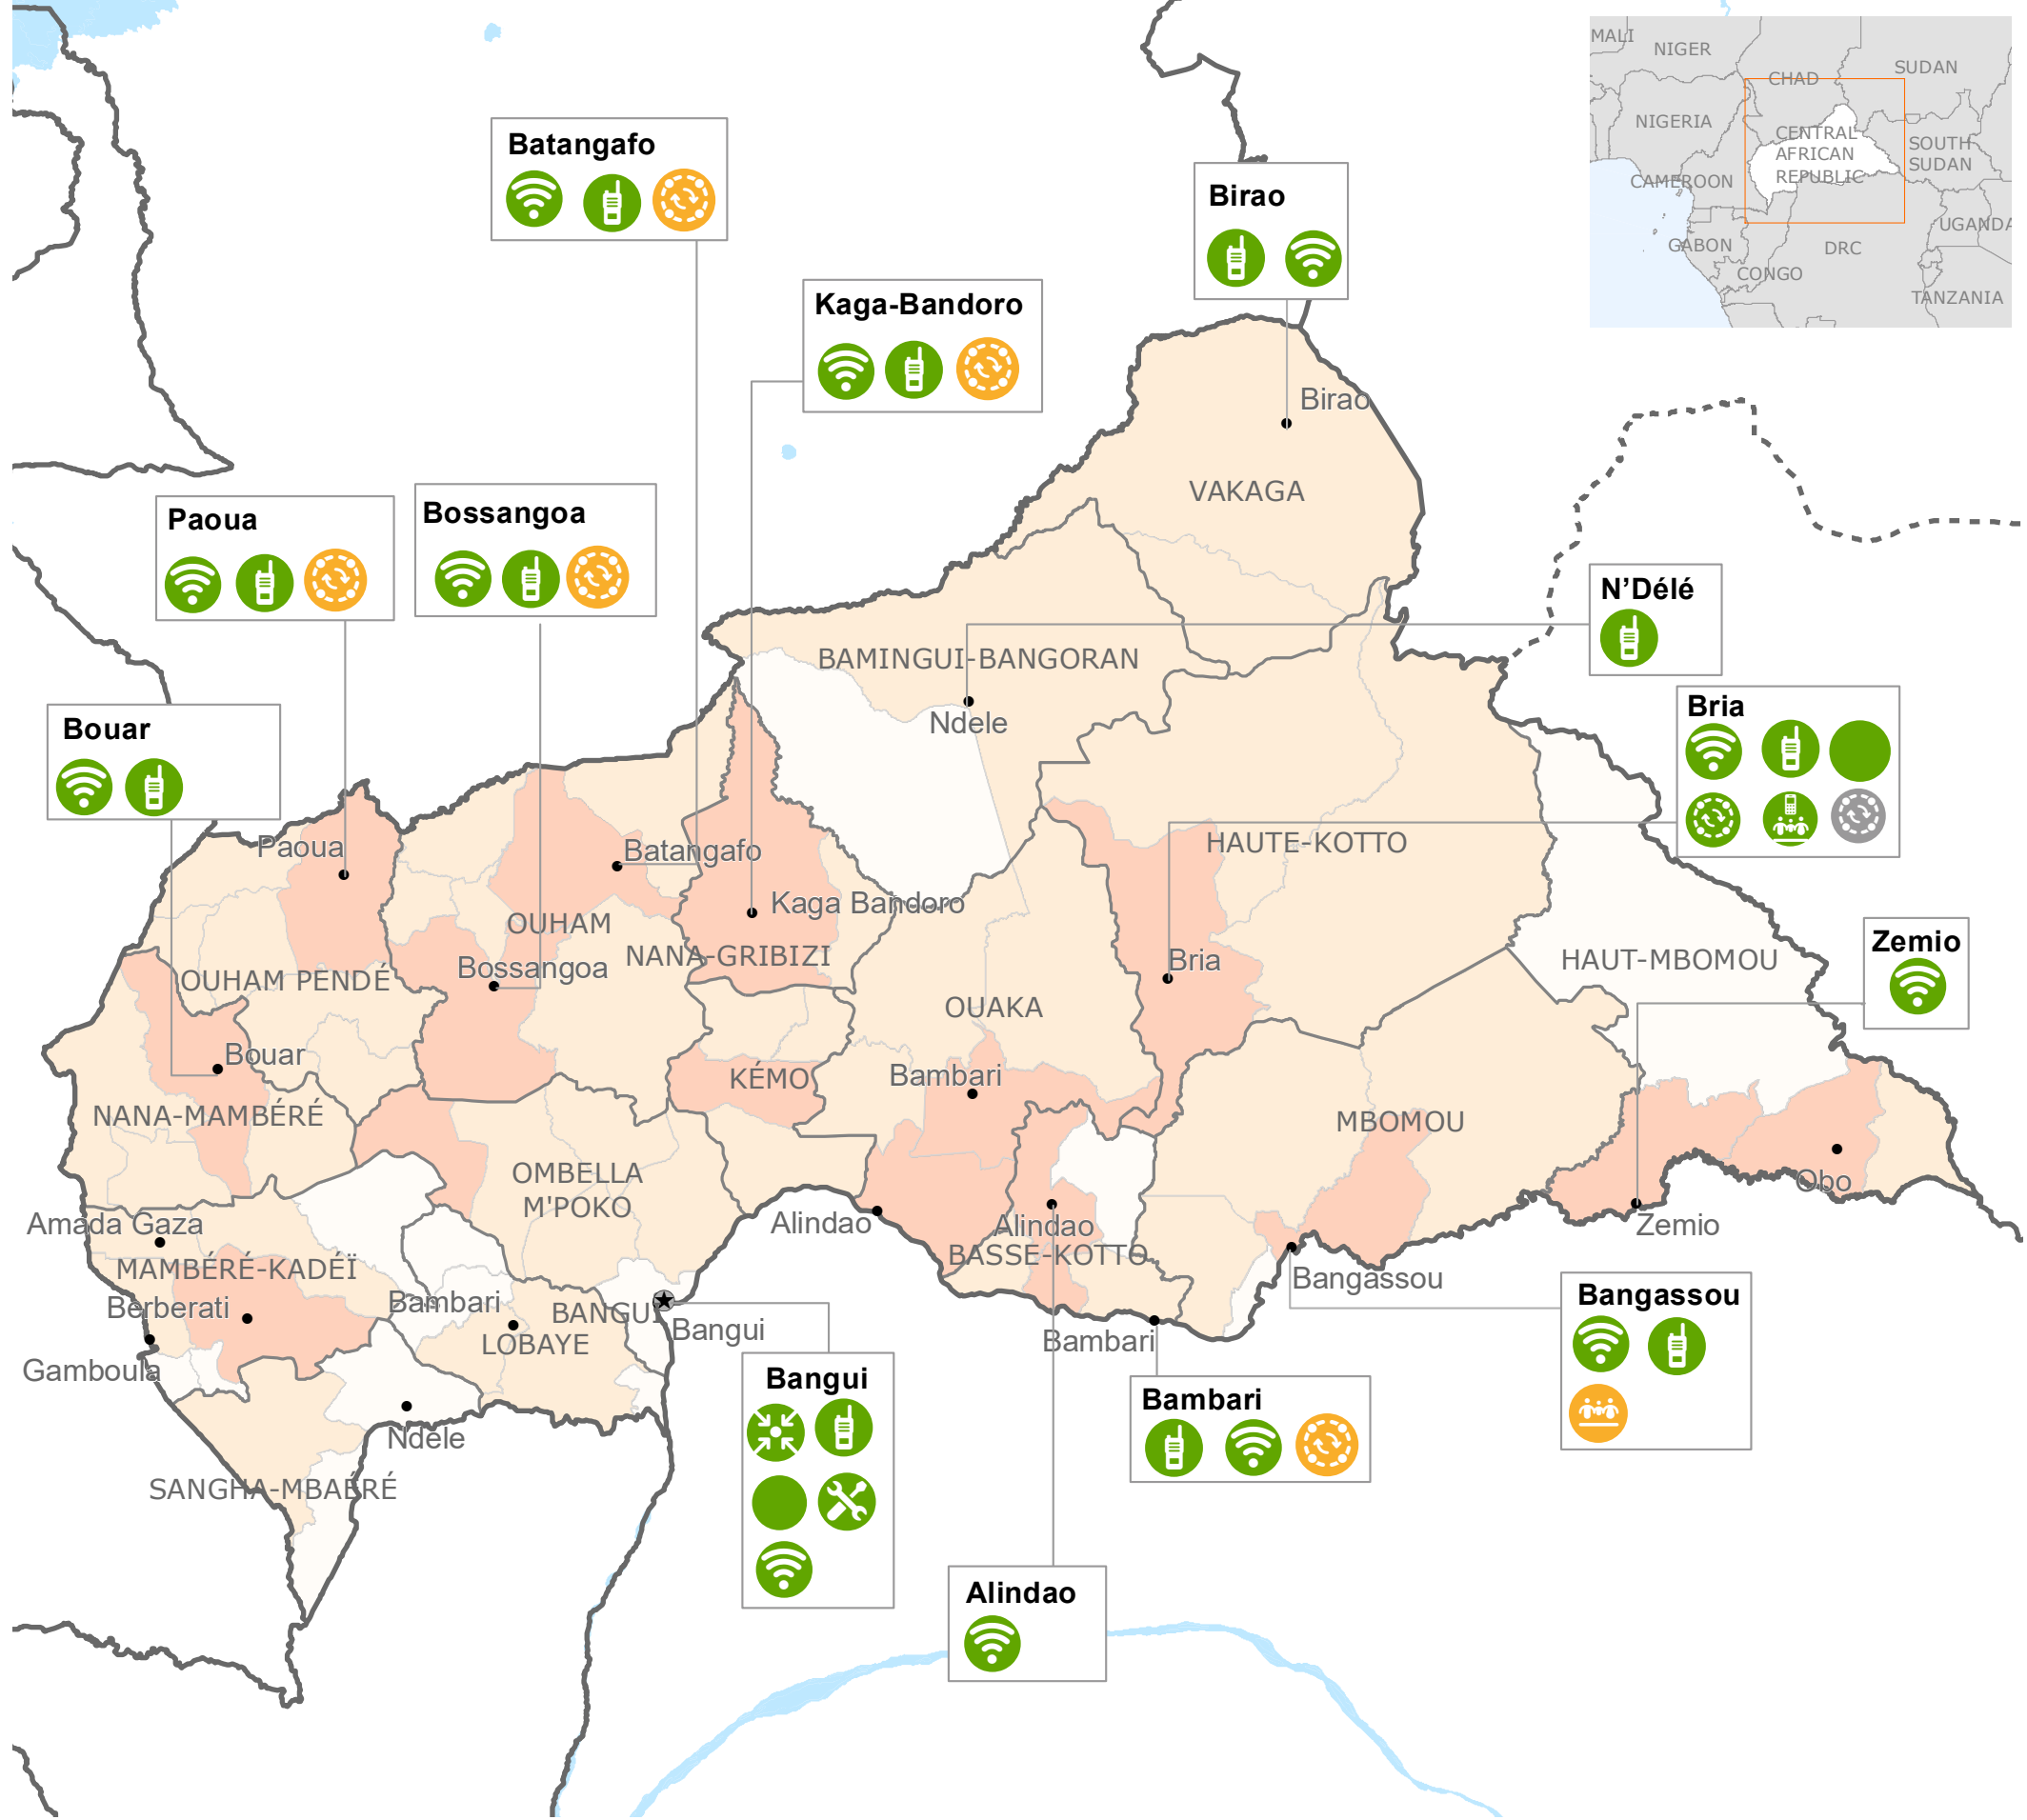 MALI
NIGER
CHAD
SUDAN
NIGERIA
CENTRAL
AFRICAN
REPUBLIC
SOUTH
SUDAN
CAMEROON
UGANDA
GABON
DRC
CONGO
TANZANIA
Batangafo
Birao
Kaga-Bandoro
Birao
VAKAGA
Paoua
Bossangoa
N’Délé
BAMINGUI-BANGORAN
Ndele
Bria
Bouar
Paoua
Batangafo
HAUTE-KOTTO
Kaga Bandoro
OUHAM
NANA-GRIBIZI
Zemio
Bossangoa
Bria
HAUT-MBOMOU
OUHAM PENDÉ
OUAKA
Bouar
KÉMO
Bambari
NANA-MAMBÉRÉ
MBOMOU
OMBELLA
M'POKO
Obo
Amada Gaza
Alindao
Alindao
Zemio
BASSE-KOTTO
MAMBÉRÉ-KADÉÏ
Bangassou
Berberati
Bambari
BANGUI
Bangui
LOBAYE
Bambari
Gamboula
Bangassou
Bangui
Bambari
Ndele
SANGHA-MBAÉRÉ
Alindao